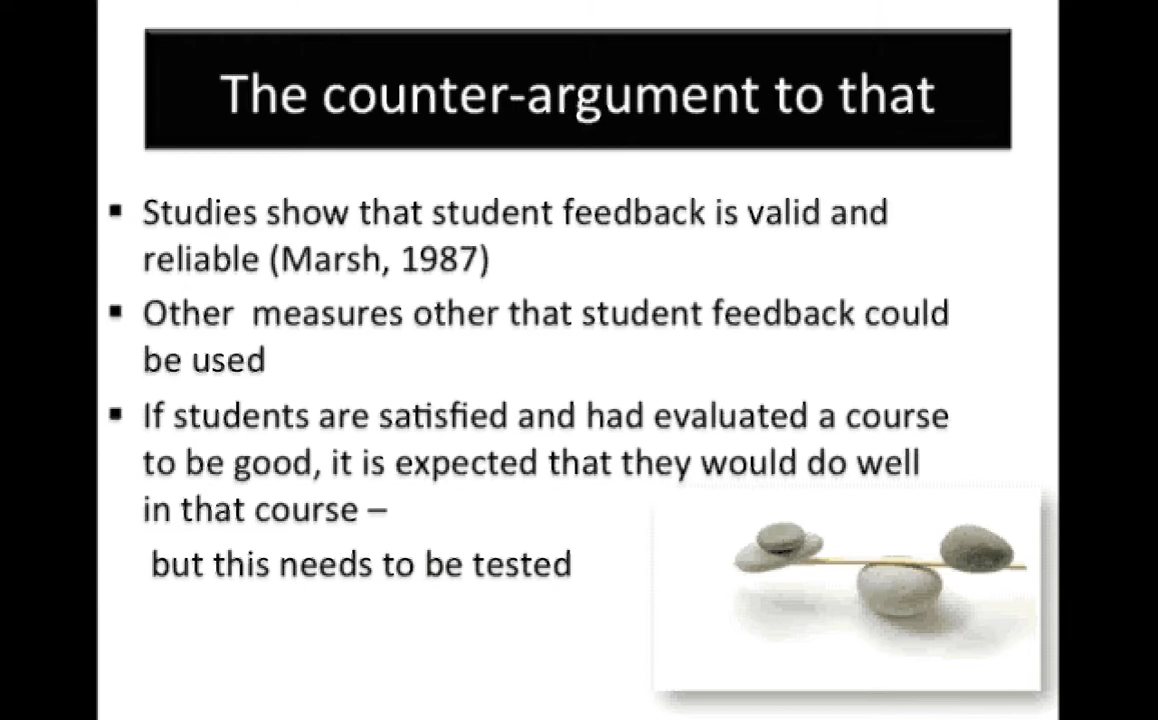 The counter-argument to that
▪ Studies show that student feedback is valid and
reliable (Marsh, 1987)
▪ Other measures other that student feedback could
be used
▪ If students are satisfied and had evaluated a course
to be good, it is expected that they would do well
in that course –
but this needs to be tested